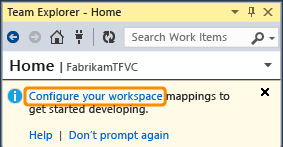 Team Explorer - Home
Search Work Items
Home | FabrikamTFVC
Configure your workspace mappings to
get started developing.
Help | Don't prompt again